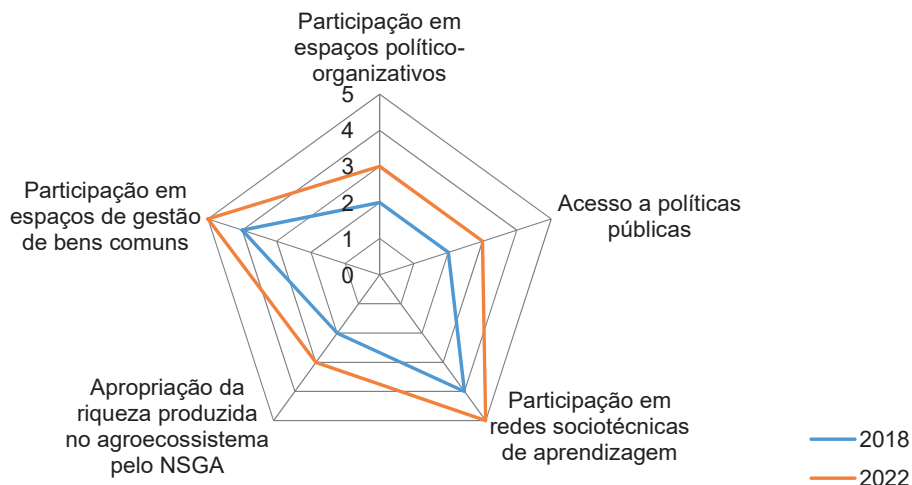 Participação em
espaços político-
organizativos
5
4
3
2
1
0
Acesso a políticas
públicas
Participação em
redes sociotécnicas
de aprendizagem
Apropriação da
riqueza produzida
no agroecossistema
pelo NSGA
Participação em
espaços de gestão
de bens comuns
2018
2022